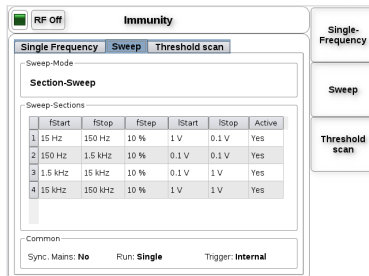 RF Off
Immunity
Single Frequency Sweep Threshold scan
Sweep-Mode
Section-Sweep
Sweep-Sections
fStart fStop fStep lStart lStop Active
1 15 Hz 150 Hz 10 % 1 V 0.1 V Yes
2 150 Hz 1.5 kHz 10 % 0.1 V 0.1 V Yes
3 1.5 kHz 15 kHz 10 % 0.1 V 1 V Yes
4 15 kHz 150 kHz 10 % 1 V 1 V Yes
Common
Sync. Mains: No Run: Single Trigger: Internal
Single-
Frequency
Sweep
Threshold
scan